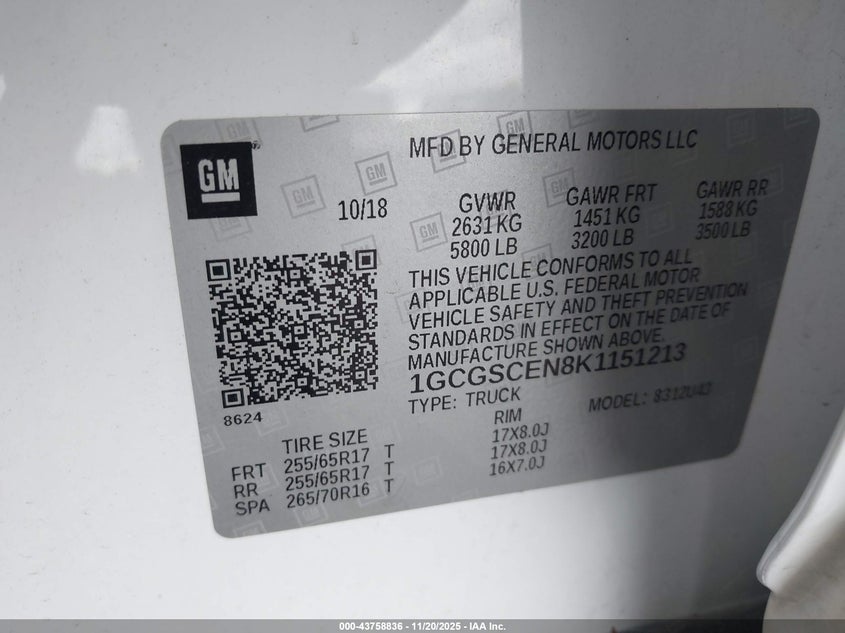 GM
MFD BY GENERAL MOTORS LLC
10/18
GVWR GAWR FRT GAWR RR
2631 KG 1451 KG 1588 KG
5800 LB 3200 LB 3500 LB
THIS VEHICLE CONFORMS TO ALL
APPLICABLE U.S. FEDERAL MOTOR
VEHICLE SAFETY AND THEFT PREVENTION
STANDARDS IN EFFECT ON THE DATE OF
MANUFACTURE SHOWN ABOVE.
1GCGSCEN8K1151213
TYPE: TRUCK MODEL: 8312U43
8624
TIRE SIZE RIM
FRT 255/65R17 T 17X8.0J
RR 255/65R17 T 17X8.0J
SPA 265/70R16 T 16X7.0J
000-43758836 - 11/20/2025 - IAA Inc.